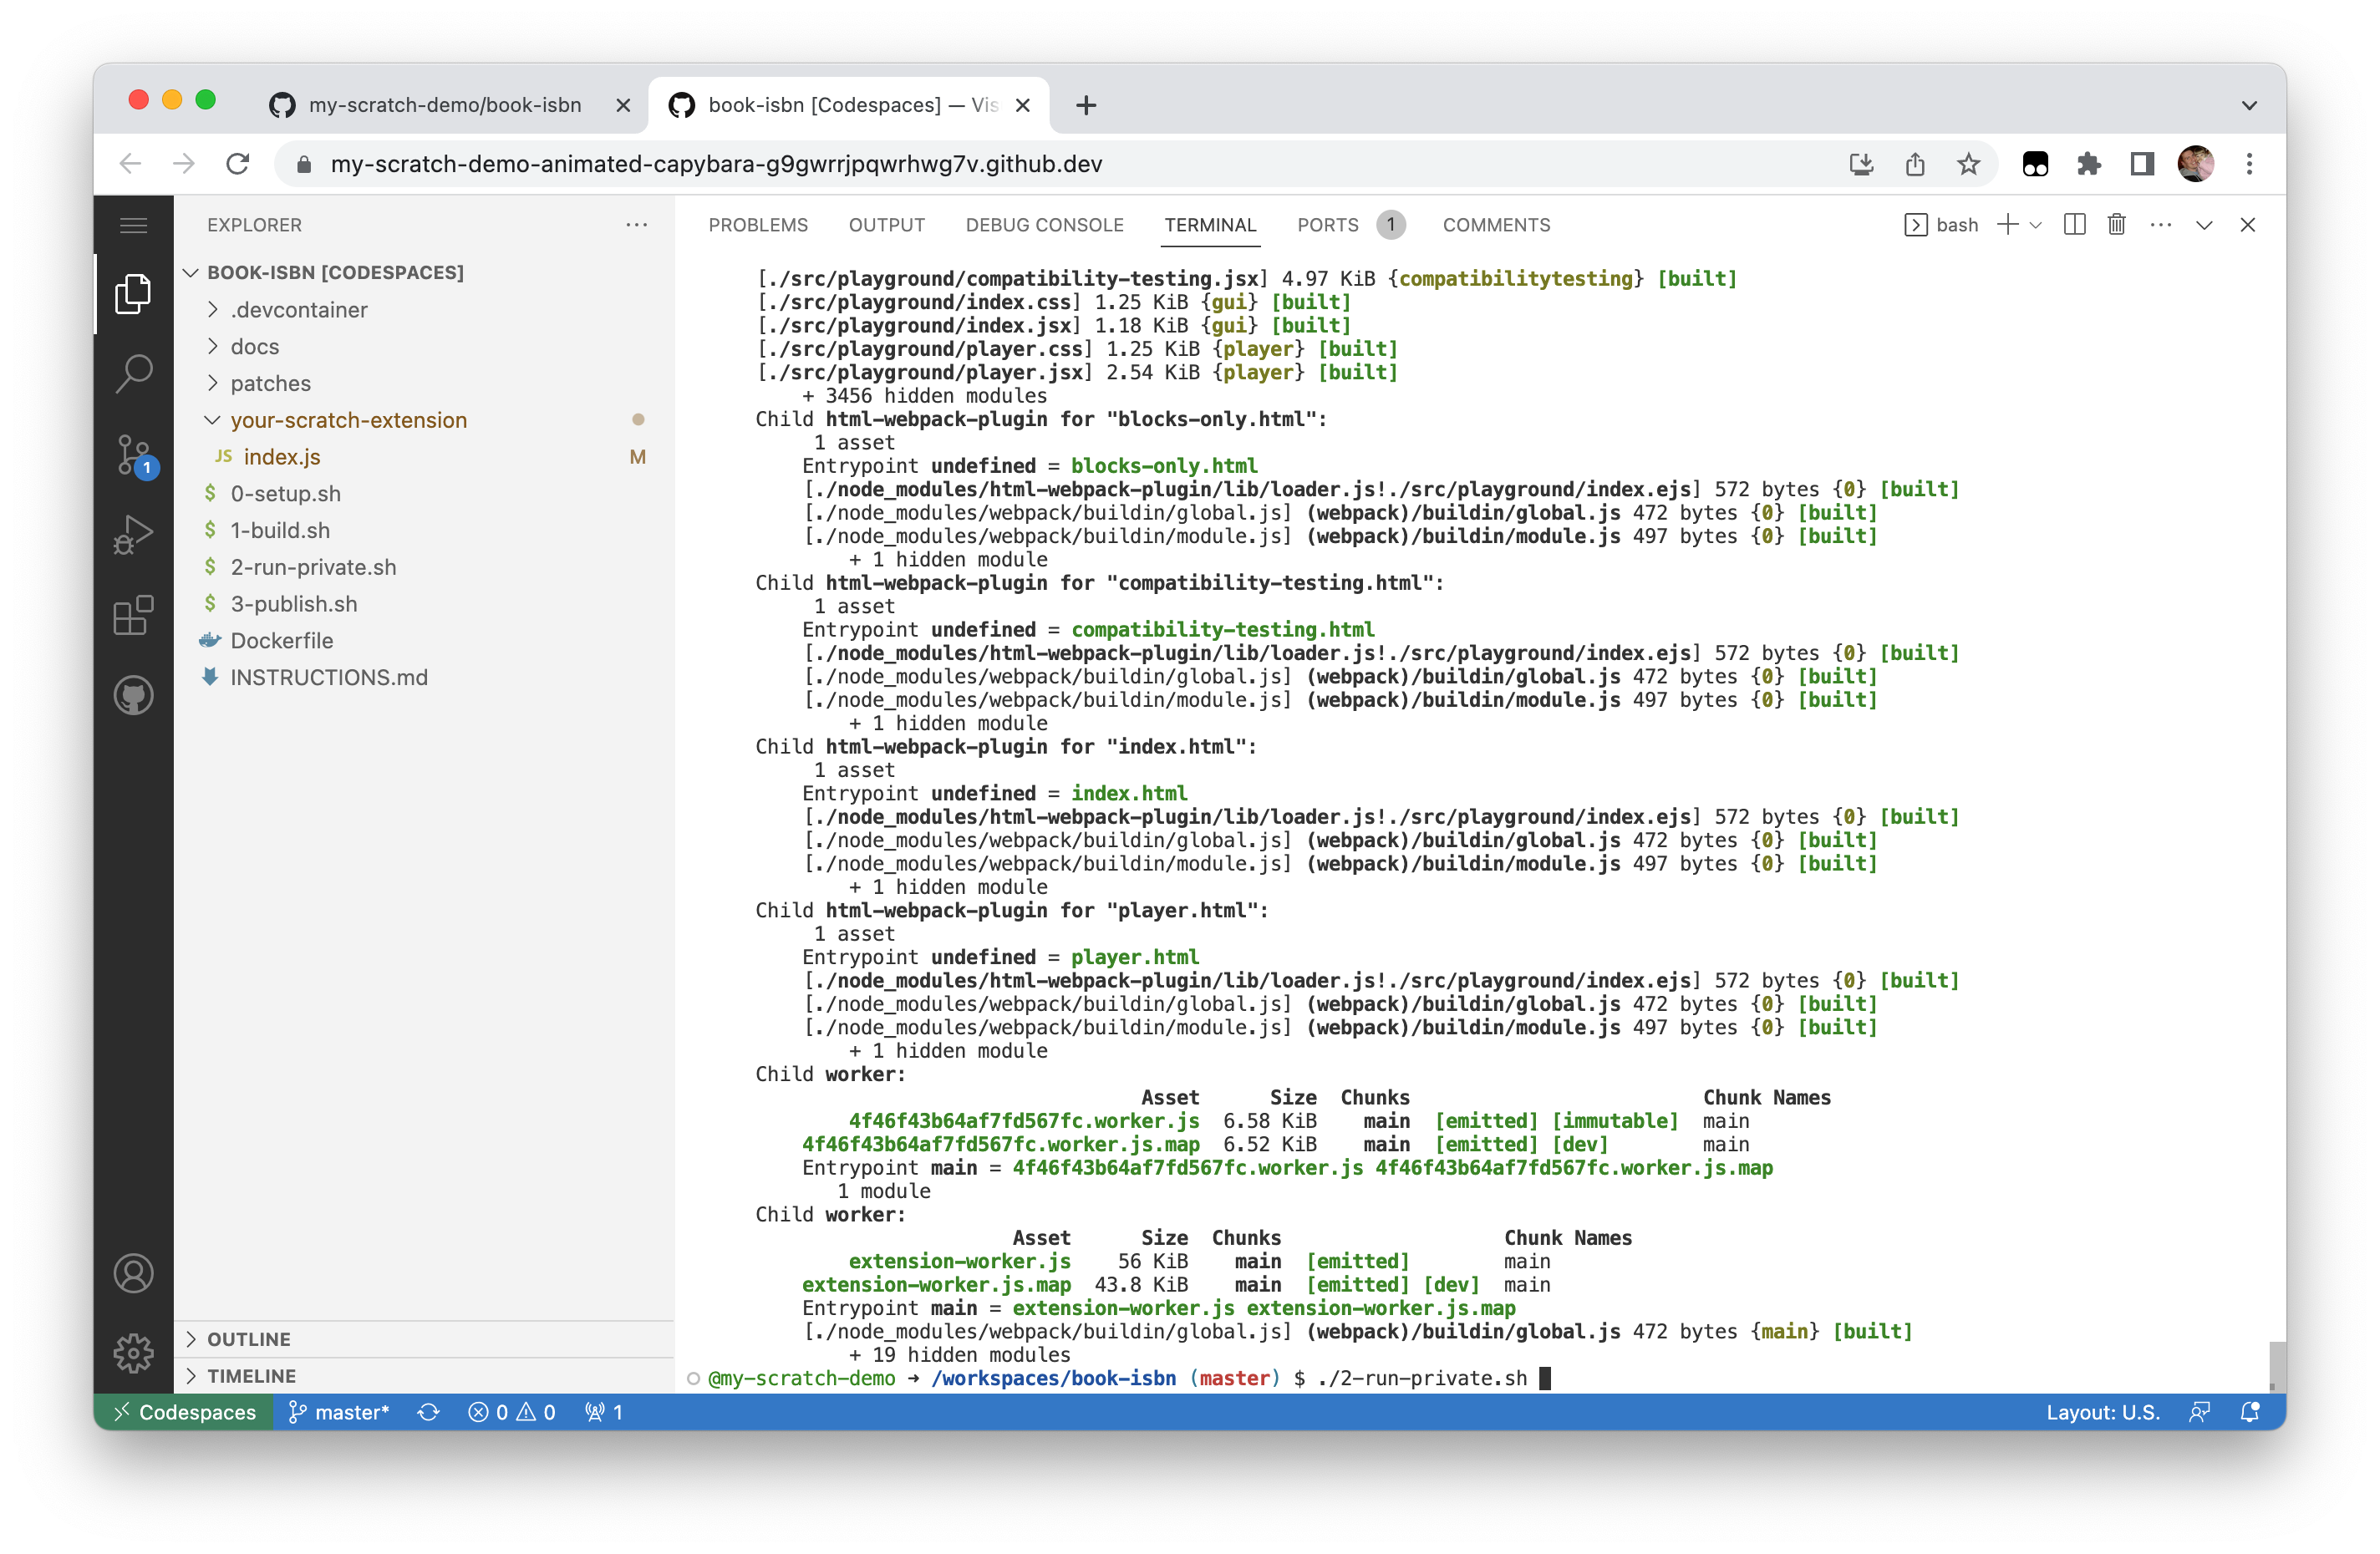 my-scratch-demo/book-isbn
book-isbn [Codespaces] — Vis
my-scratch-demo-animated-capybara-g9gwrrjpqwrhwg7v.github.dev
EXPLORER
BOOK-ISBN [CODESPACES]
.devcontainer
docs
patches
your-scratch-extension
JS index.js M
1
$ 0-setup.sh
$ 1-build.sh
$ 2-run-private.sh
$ 3-publish.sh
Dockerfile
INSTRUCTIONS.md
OUTLINE
TIMELINE
PROBLEMS OUTPUT DEBUG CONSOLE TERMINAL PORTS 1 COMMENTS bash
[./src/playground/compatibility-testing.jsx] 4.97 KiB {compatibilitytesting} [built]
[./src/playground/index.css] 1.25 KiB {gui} [built]
[./src/playground/index.jsx] 1.18 KiB {gui} [built]
[./src/playground/player.css] 1.25 KiB {player} [built]
[./src/playground/player.jsx] 2.54 KiB {player} [built]
+ 3456 hidden modules
Child html-webpack-plugin for "blocks-only.html":
1 asset
Entrypoint undefined = blocks-only.html
[./node_modules/html-webpack-plugin/lib/loader.js!./src/playground/index.ejs] 572 bytes {0} [built]
[./node_modules/webpack/buildin/global.js] (webpack)/buildin/global.js 472 bytes {0} [built]
[./node_modules/webpack/buildin/module.js] (webpack)/buildin/module.js 497 bytes {0} [built]
+ 1 hidden module
Child html-webpack-plugin for "compatibility-testing.html":
1 asset
Entrypoint undefined = compatibility-testing.html
[./node_modules/html-webpack-plugin/lib/loader.js!./src/playground/index.ejs] 572 bytes {0} [built]
[./node_modules/webpack/buildin/global.js] (webpack)/buildin/global.js 472 bytes {0} [built]
[./node_modules/webpack/buildin/module.js] (webpack)/buildin/module.js 497 bytes {0} [built]
+ 1 hidden module
Child html-webpack-plugin for "index.html":
1 asset
Entrypoint undefined = index.html
[./node_modules/html-webpack-plugin/lib/loader.js!./src/playground/index.ejs] 572 bytes {0} [built]
[./node_modules/webpack/buildin/global.js] (webpack)/buildin/global.js 472 bytes {0} [built]
[./node_modules/webpack/buildin/module.js] (webpack)/buildin/module.js 497 bytes {0} [built]
+ 1 hidden module
Child html-webpack-plugin for "player.html":
1 asset
Entrypoint undefined = player.html
[./node_modules/html-webpack-plugin/lib/loader.js!./src/playground/index.ejs] 572 bytes {0} [built]
[./node_modules/webpack/buildin/global.js] (webpack)/buildin/global.js 472 bytes {0} [built]
[./node_modules/webpack/buildin/module.js] (webpack)/buildin/module.js 497 bytes {0} [built]
+ 1 hidden module
Child worker:
Asset Size Chunks Chunk Names
4f46f43b64af7fd567fc.worker.js 6.58 KiB main [emitted] [immutable] main
4f46f43b64af7fd567fc.worker.js.map 6.52 KiB main [emitted] [dev] main
Entrypoint main = 4f46f43b64af7fd567fc.worker.js 4f46f43b64af7fd567fc.worker.js.map
1 module
Child worker:
Asset Size Chunks Chunk Names
extension-worker.js 56 KiB main [emitted] main
extension-worker.js.map 43.8 KiB main [emitted] [dev] main
Entrypoint main = extension-worker.js extension-worker.js.map
[./node_modules/webpack/buildin/global.js] (webpack)/buildin/global.js 472 bytes {main} [built]
+ 19 hidden modules
@my-scratch-demo ➜ /workspaces/book-isbn (master) $ ./2-run-private.sh
Codespaces master* 0 0 1 Layout: U.S.